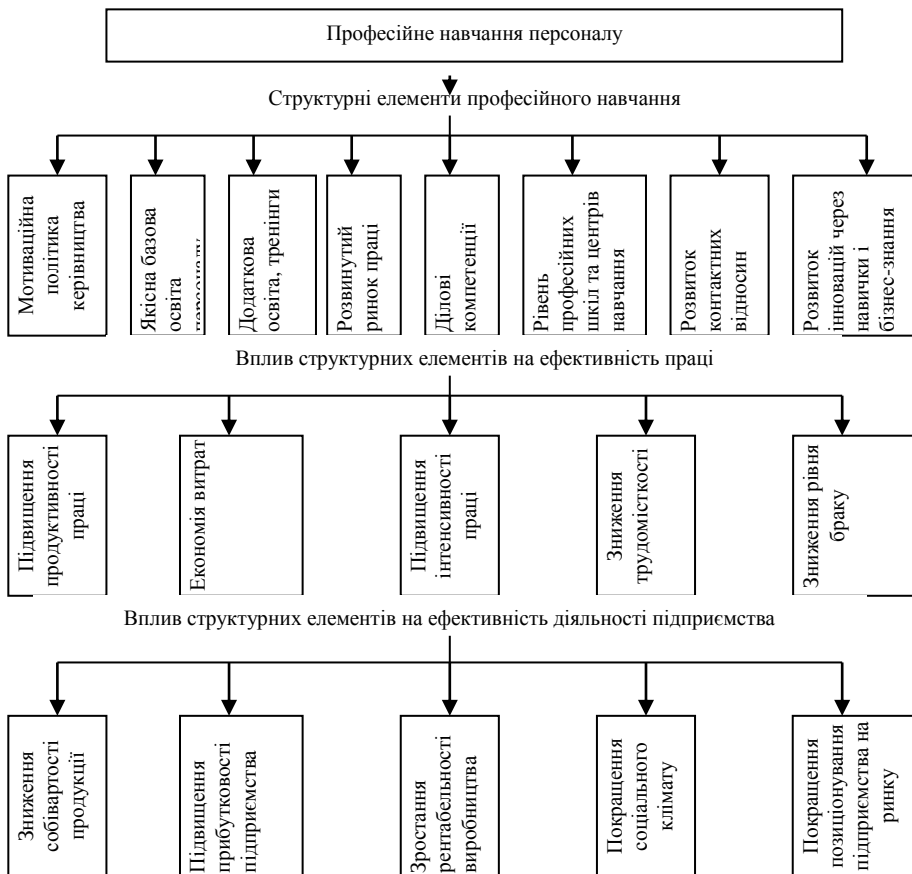 Професійне навчання персоналу
Структурні елементи професійного навчання
Мотиваційна
політика
керівництва
Якісна базова
освіта
персоналу
Додаткова
освіта, тренінги
Розвинутий
ринок праці
Ділові
компетенції
Рівень
професійних
шкіл та центрів
навчання
Розвиток
контактних
відносин
Розвиток
інновацій через
навички і
бізнес-знання
Вплив структурних елементів на ефективність праці
Підвищення
продуктивності
праці
Економія витрат
Підвищення
інтенсивності
праці
Зниження
трудомісткості
Зниження рівня
браку
Вплив структурних елементів на ефективність діяльності підприємства
Зниження
собівартості
продукції
Підвищення
прибутковості
підприємства
Зростання
рентабельності
виробництва
Покращення
соціального
клімату
Покращення
позиціонування
підприємства на
ринку